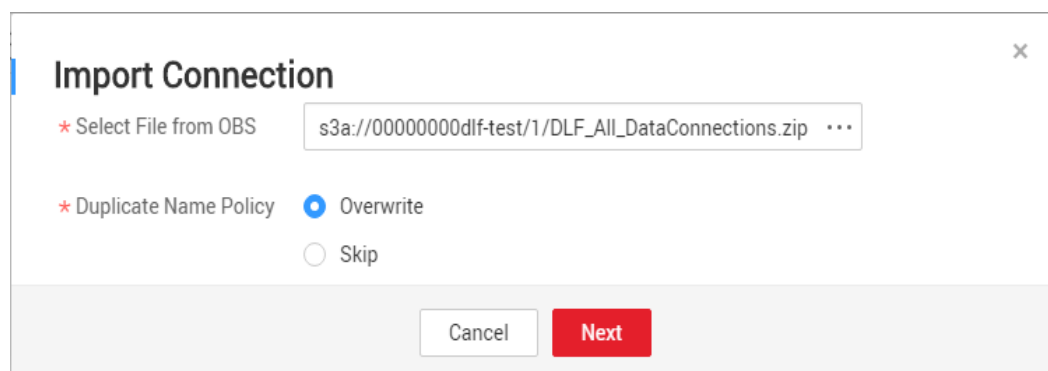 Import Connection
* Select File from OBS s3a://00000000dlf-test/1/DLF_All_DataConnections.zip ...
* Duplicate Name Policy Overwrite
Skip
Cancel Next